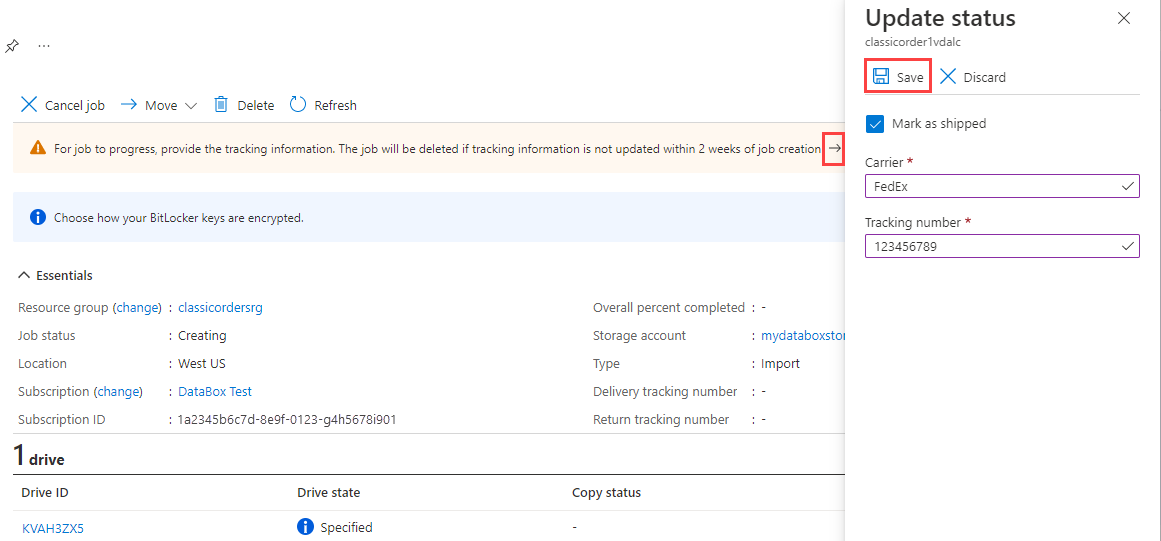 Update status
classicorder1vdalc
...
Save Discard
Cancel job Move Delete Refresh
Mark as shipped
For job to progress, provide the tracking information. The job will be deleted if tracking information is not updated within 2 weeks of job creation →
Carrier *
FedEx
Choose how your BitLocker keys are encrypted.
Tracking number *
123456789
Essentials
Resource group (change) : classicordersrg
Overall percent completed : -
Job status : Creating
Storage account : mydataboxstor
Location : West US
Type : Import
Subscription (change) : DataBox Test
Delivery tracking number : -
Subscription ID : 1a2345b6c7d-8e9f-0123-g4h5678i901
Return tracking number : -
1 drive
Drive ID Drive state Copy status
KVAH3ZX5 Specified -